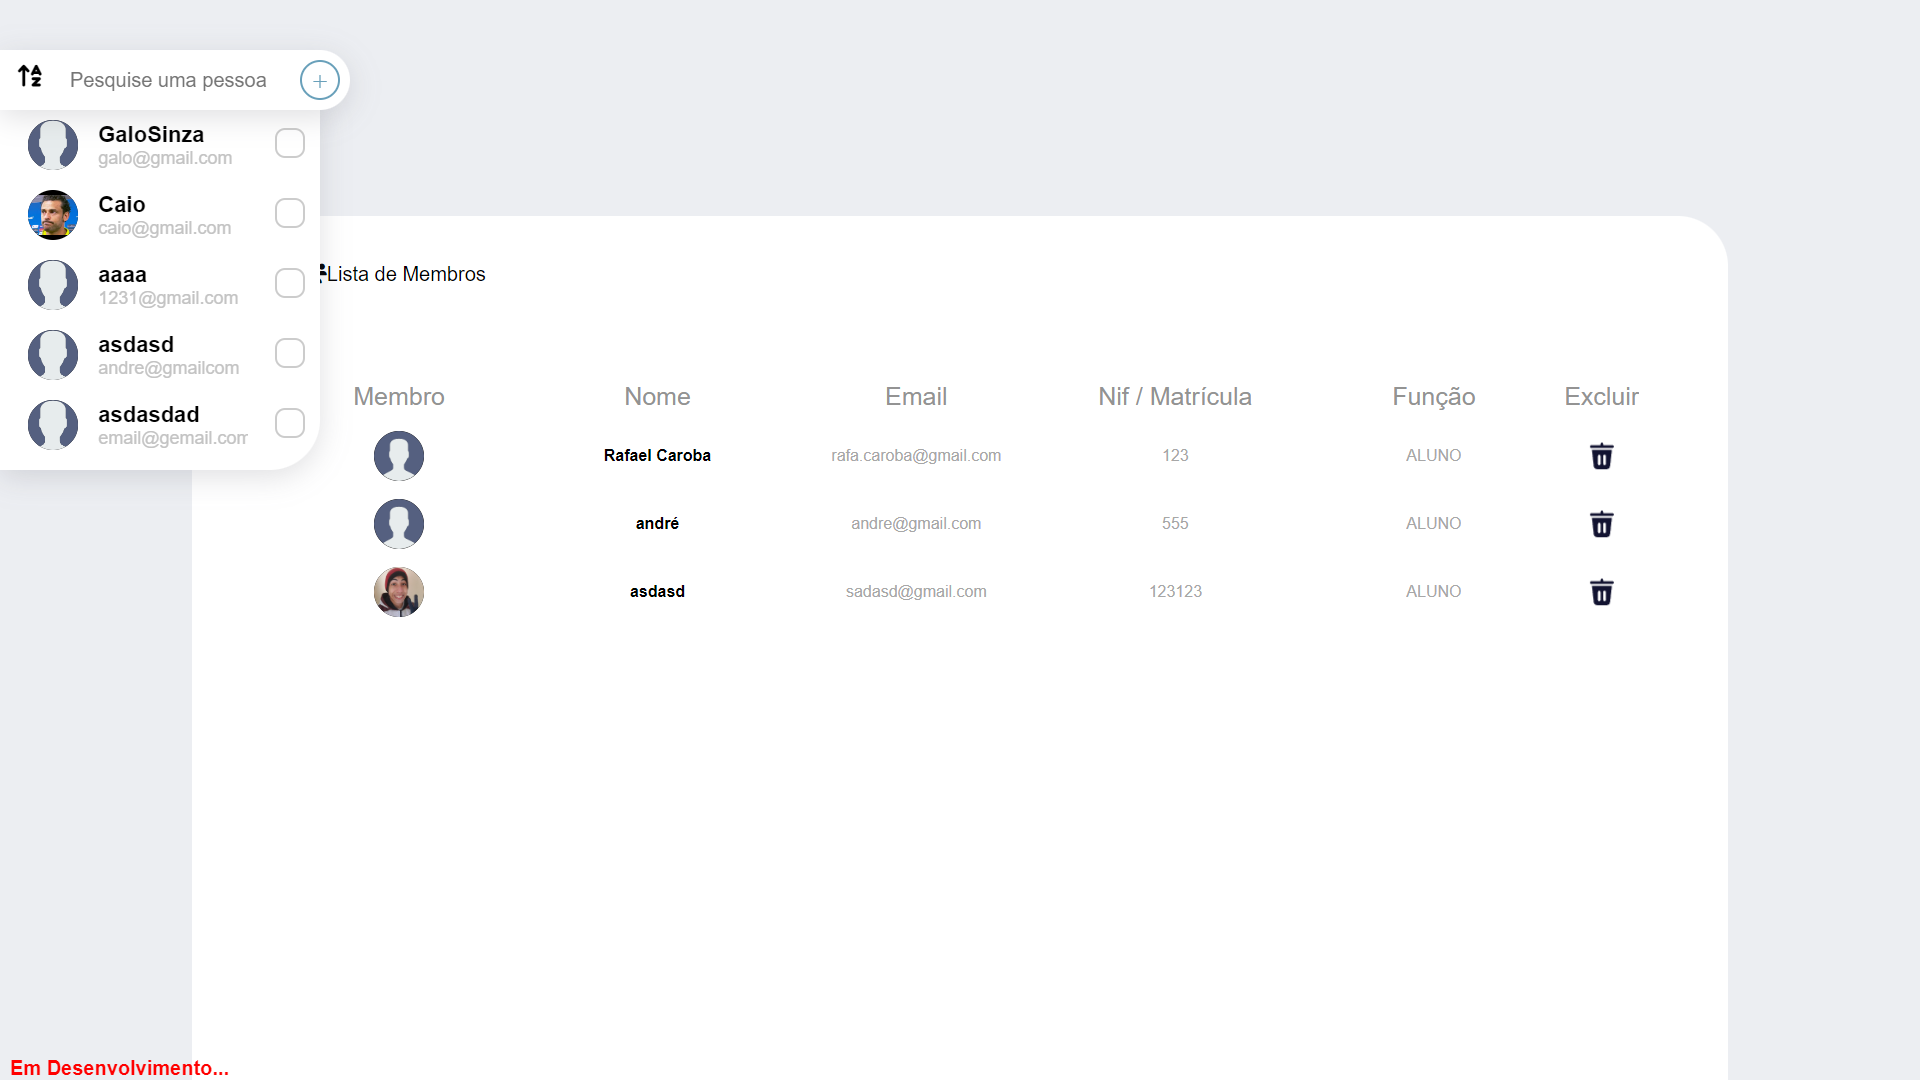 Pesquise uma pessoa
GaloSinza
galo@gmail.com
Caio
caio@gmail.com
aaaa
1231@gmail.com
asdasd
andre@gmailcom
asdasdad
email@gemail.com
Lista de Membros
Membro Nome Email Nif / Matrícula Função Excluir
Rafael Caroba rafa.caroba@gmail.com 123 ALUNO
andré andre@gmail.com 555 ALUNO
asdasd sadasd@gmail.com 123123 ALUNO
Em Desenvolvimento...